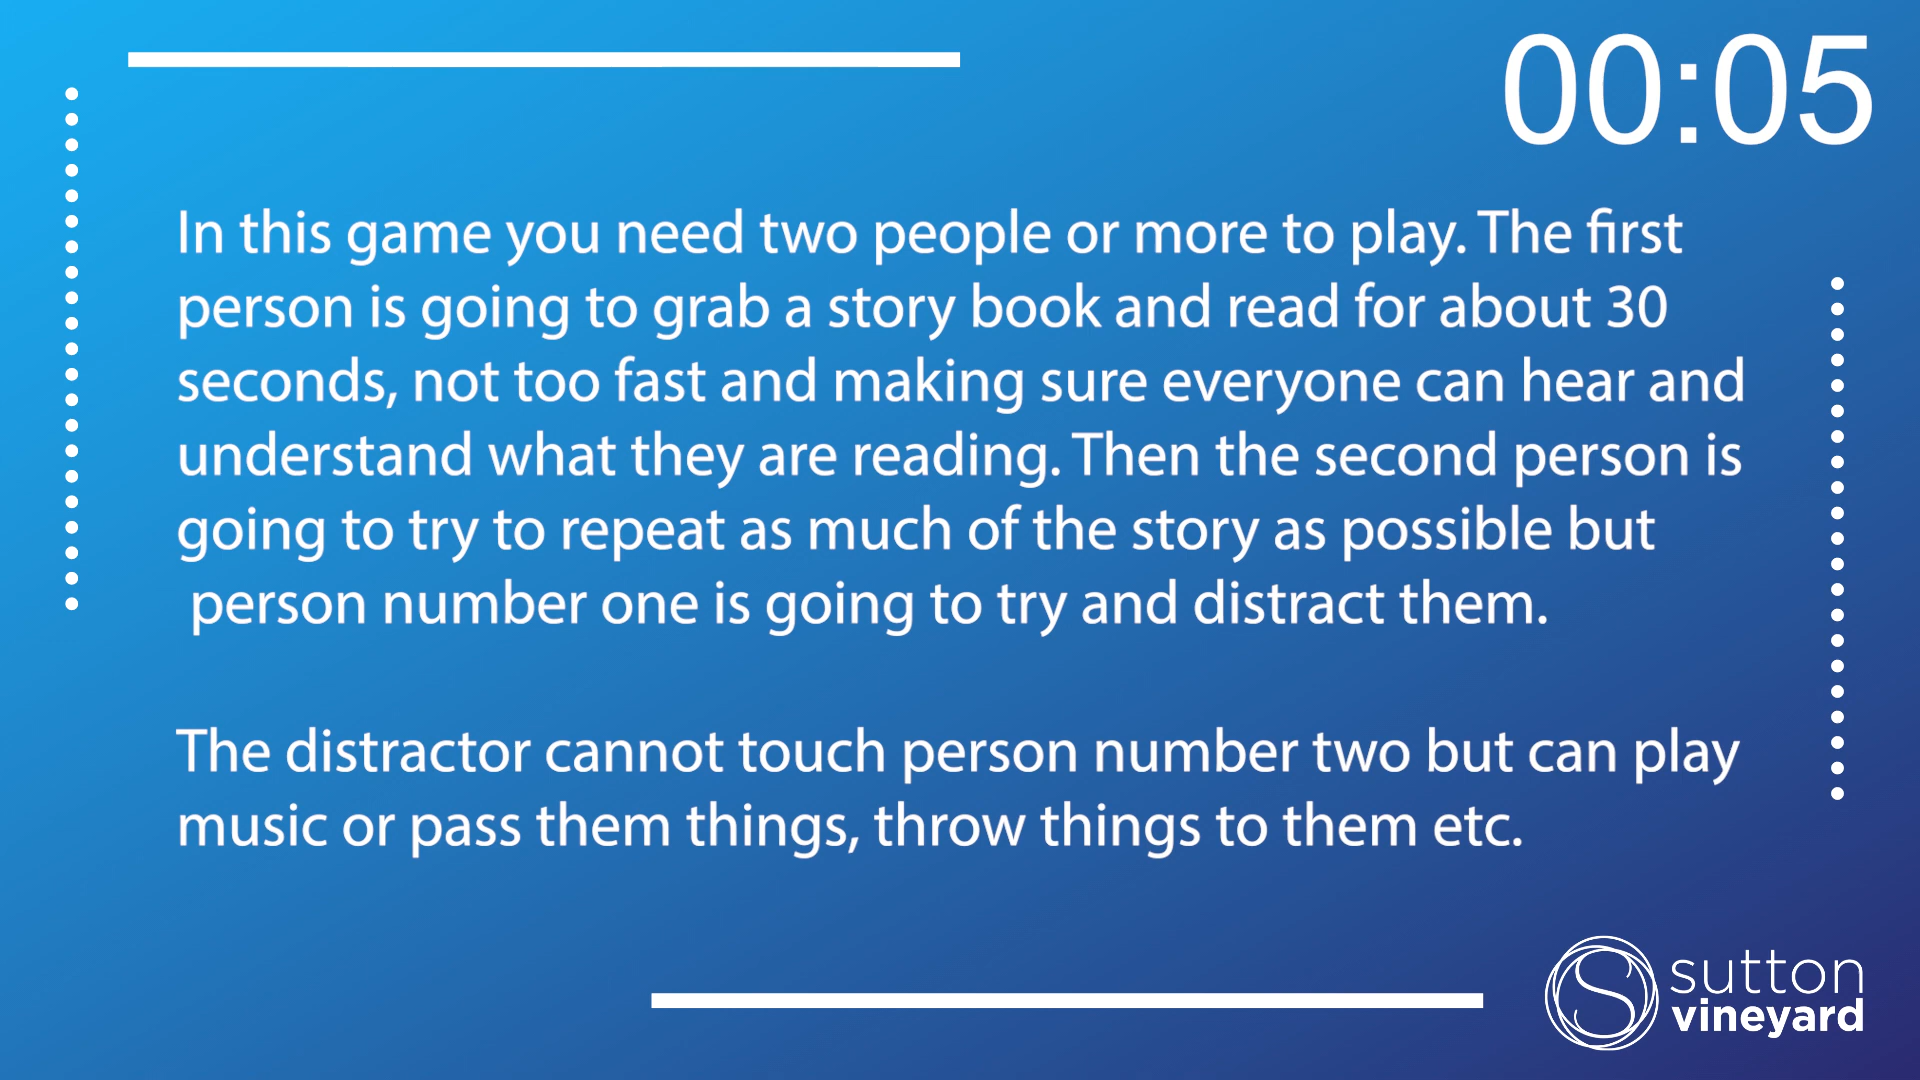 00:05
In this game you need two people or more to play. The first
person is going to grab a story book and read for about 30
seconds, not too fast and making sure everyone can hear and
understand what they are reading. Then the second person is
going to try to repeat as much of the story as possible but
person number one is going to try and distract them.
The distractor cannot touch person number two but can play
music or pass them things, throw things to them etc.
sutton
vineyard